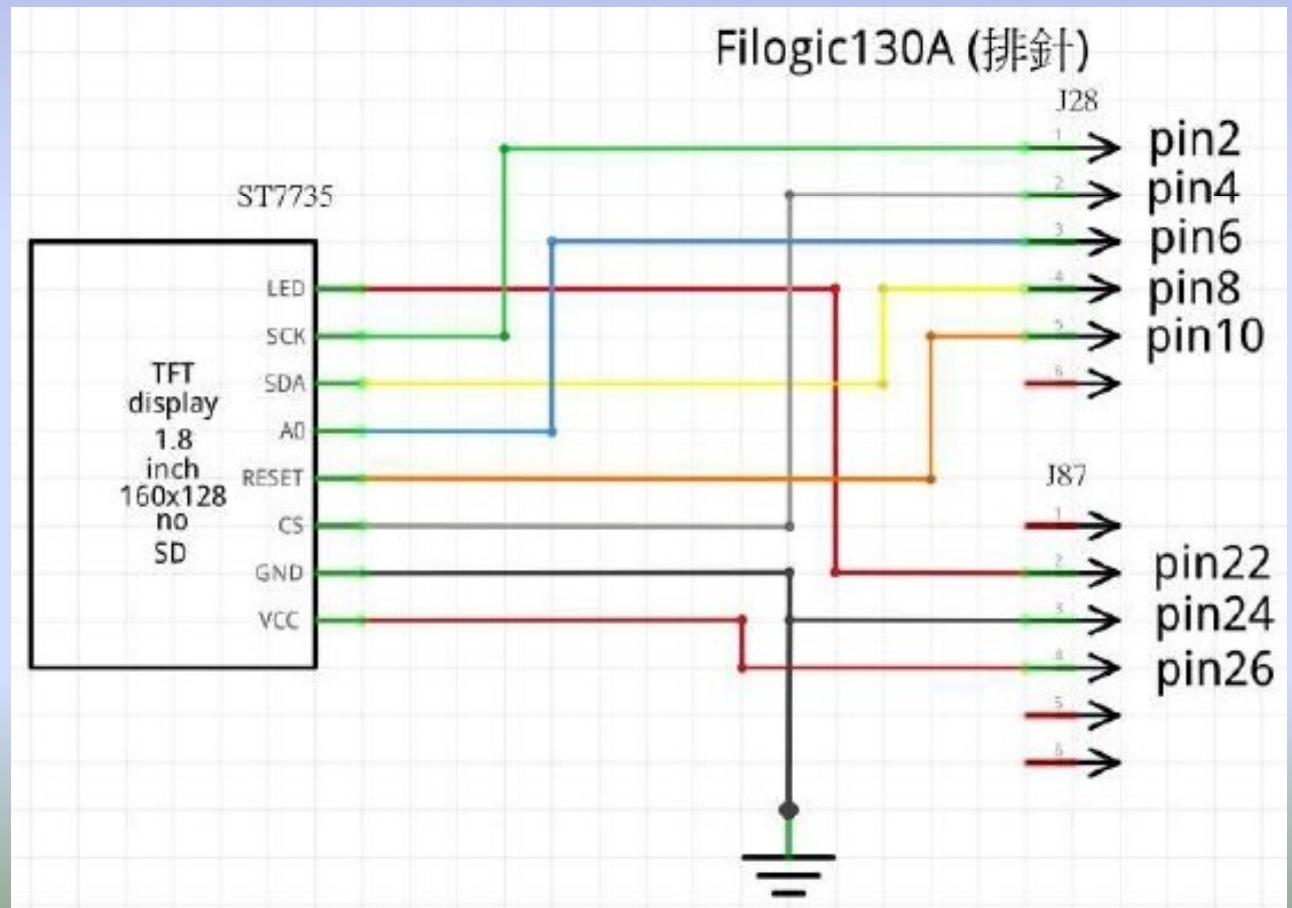 Filogic130A (排針)
J28
1 pin2
2 pin4
3 pin6
4 pin8
5 pin10
6
ST7735
TFT
display
1.8
inch
160x128
no
SD
LED
SCK
SDA
A0
RESET
CS
GND
VCC
J87
1
2 pin22
3 pin24
4 pin26
5
6